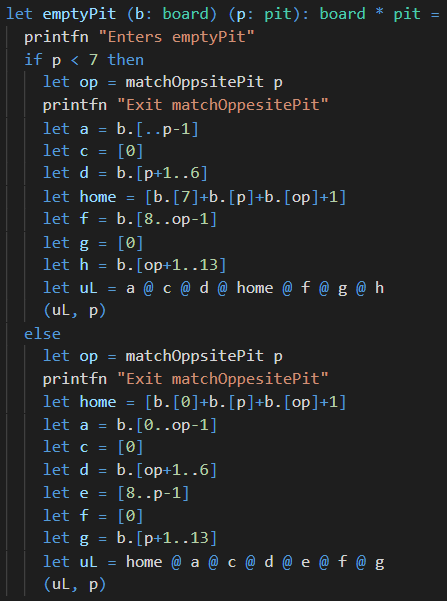 let emptyPit (b: board) (p: pit): board * pit =
  printfn "Enters emptyPit"
  if p < 7 then
    let op = matchOppsitePit p
    printfn "Exit matchOppesitePit"
    let a = b.[..p-1]
    let c = [0]
    let d = b.[p+1..6]
    let home = [b.[7]+b.[p]+b.[op]+1]
    let f = b.[8..op-1]
    let g = [0]
    let h = b.[op+1..13]
    let uL = a @ c @ d @ home @ f @ g @ h
    (uL, p)
  else
    let op = matchOppsitePit p
    printfn "Exit matchOppesitePit"
    let home = [b.[0]+b.[p]+b.[op]+1]
    let a = b.[0..op-1]
    let c = [0]
    let d = b.[op+1..6]
    let e = [8..p-1]
    let f = [0]
    let g = b.[p+1..13]
    let uL = home @ a @ c @ d @ e @ f @ g
    (uL, p)